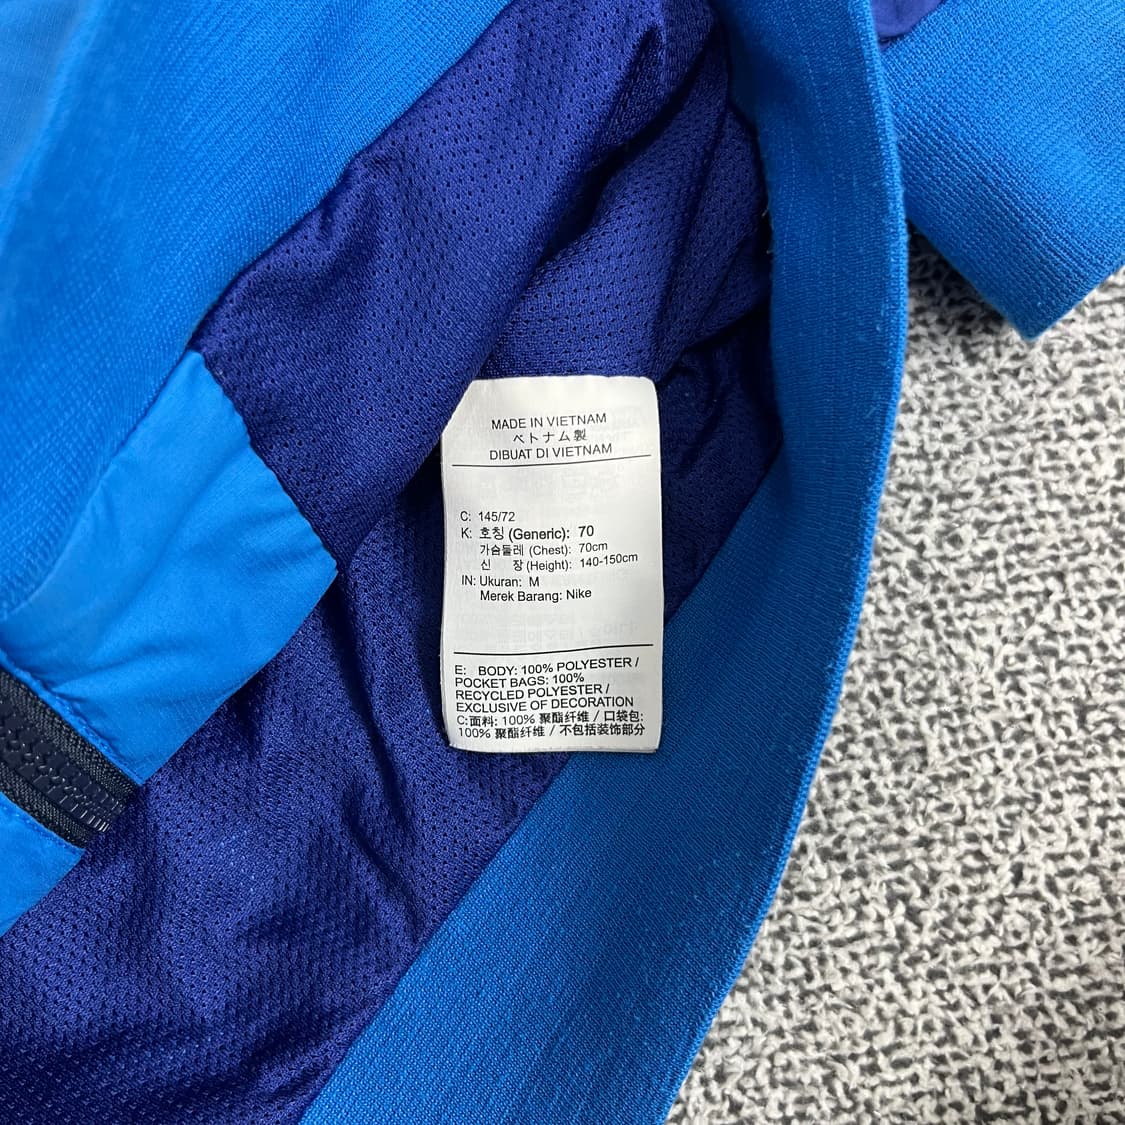 MADE IN VIETNAM
ベトナム製
DIBUAT DI VIETNAM
C: 145/72
K: 호칭 (Generic): 70
가슴둘레 (Chest): 70cm
신 장 (Height): 140-150cm
IN: Ukuran: M
Merek Barang: Nike
E: BODY: 100% POLYESTER /
POCKET BAGS: 100%
RECYCLED POLYESTER /
EXCLUSIVE OF DECORATION
C:面料: 100% 聚酯纤维 / 口袋包:
100% 聚酯纤维 / 不包括装饰部分